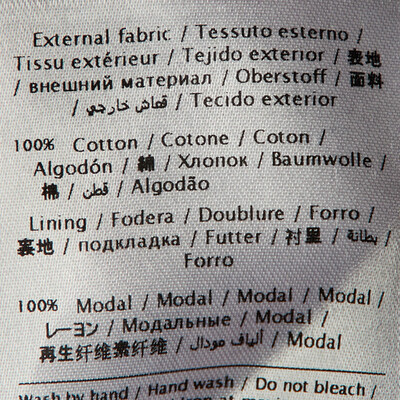 External fabric / Tessuto esterno /
Tissu extérieur / Tejido exterior / 表地
/ внешний материал / Oberstoff / 面料
/ قماش خارجي / Tecido exterior
100% Cotton / Cotone / Coton /
Algodón / 綿 / Хлопок / Baumwolle /
棉 / قطن / Algodão
Lining / Fodera / Doublure / Forro /
裏地 / подкладка / Futter / 衬里 / بطانة /
Forro
100% Modal / Modal / Modal / Modal /
レーヨン / Модальные / Modal /
再生纤维素纤维 / ألياف مودال / Modal
Wash by hand / Hand wash / Do not bleach /